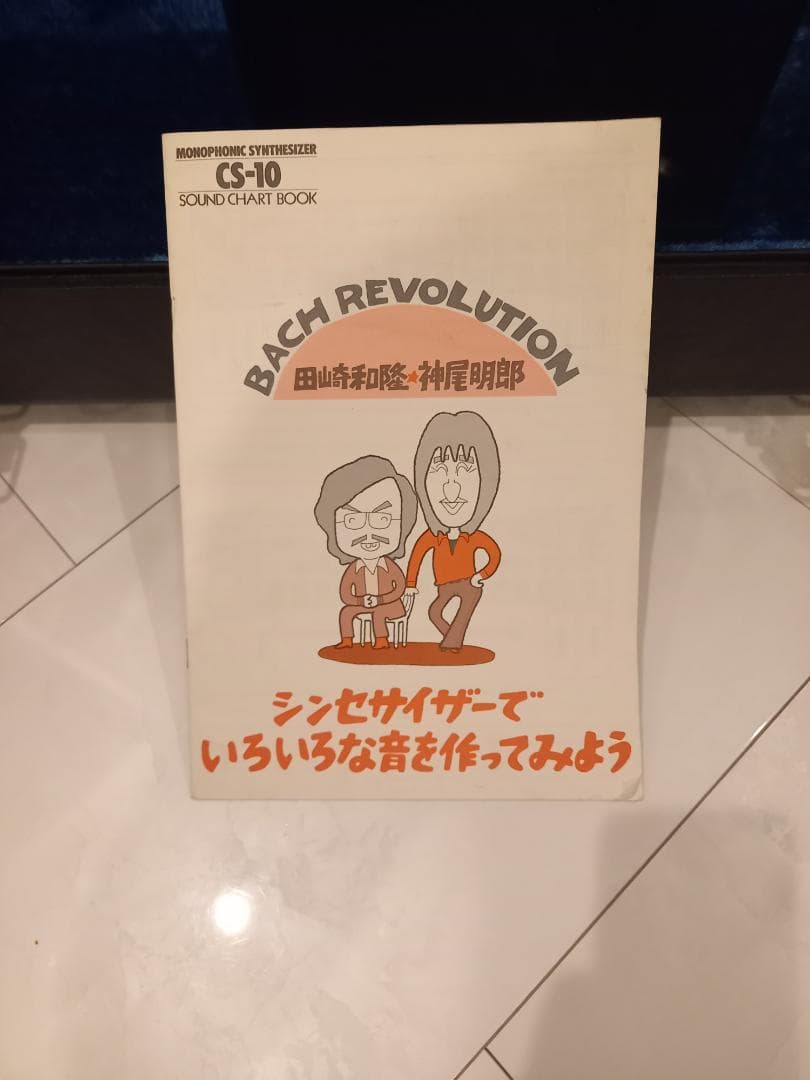 MONOPHONIC SYNTHESIZER
CS-10
SOUND CHART BOOK
BACH REVOLUTION
田崎和隆★神尾明郎
シンセサイザーで
いろいろな音を作ってみよう